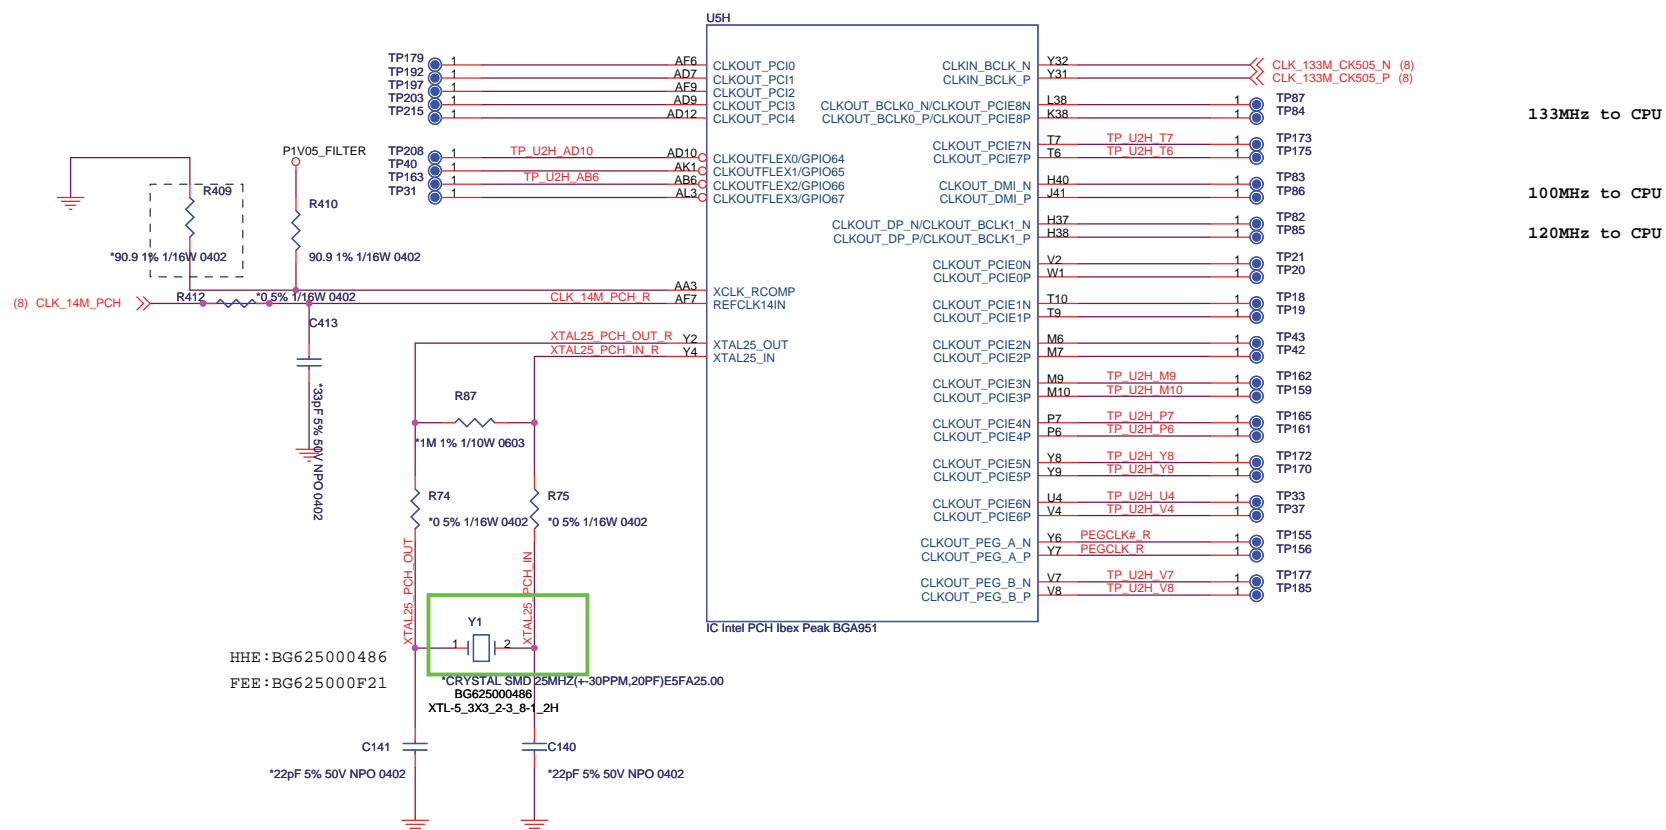 U5H
TP179 1 AF6 CLKOUT_PCI0
TP192 1 AD7 CLKOUT_PCI1
TP197 1 AF9 CLKOUT_PCI2
TP203 1 AD9 CLKOUT_PCI3
TP215 1 AD12 CLKOUT_PCI4
TP208 1 TP_U2H_AD10 AD10 CLKOUTFLEX0/GPIO64
TP40 1 AK1 CLKOUTFLEX1/GPIO65
TP163 1 TP_U2H_AB6 AB6 CLKOUTFLEX2/GPIO66
TP31 1 AL3 CLKOUTFLEX3/GPIO67
P1V05_FILTER
R409
*90.9 1% 1/16W 0402
R410
90.9 1% 1/16W 0402
AA3 XCLK_RCOMP
(8) CLK_14M_PCH R412 *0 5% 1/16W 0402 CLK_14M_PCH_R AF7 REFCLK14IN
C413
*33pF 5% 50V NPO 0402
XTAL25_PCH_OUT_R Y2 XTAL25_OUT
XTAL25_PCH_IN_R Y4 XTAL25_IN
R87
*1M 1% 1/10W 0603
R74
*0 5% 1/16W 0402
R75
*0 5% 1/16W 0402
XTAL25_PCH_OUT
XTAL25_PCH_IN
Y1
1 2
*CRYSTAL SMD 25MHZ(+-30PPM,20PF)E5FA25.00
BG625000486
XTL-5_3X3_2-3_8-1_2H
HHE:BG625000486
FEE:BG625000F21
C141
*22pF 5% 50V NPO 0402
C140
*22pF 5% 50V NPO 0402
CLKIN_BCLK_N Y32 CLK_133M_CK505_N (8)
CLKIN_BCLK_P Y31 CLK_133M_CK505_P (8)
CLKOUT_BCLK0_N/CLKOUT_PCIE8N L38 1 TP87
CLKOUT_BCLK0_P/CLKOUT_PCIE8P K38 1 TP84
133MHz to CPU
CLKOUT_PCIE7N T7 TP_U2H_T7 1 TP173
CLKOUT_PCIE7P T6 TP_U2H_T6 1 TP175
CLKOUT_DMI_N H40 1 TP83
CLKOUT_DMI_P J41 1 TP86
100MHz to CPU
CLKOUT_DP_N/CLKOUT_BCLK1_N H37 1 TP82
CLKOUT_DP_P/CLKOUT_BCLK1_P H38 1 TP85
120MHz to CPU
CLKOUT_PCIE0N V2 1 TP21
CLKOUT_PCIE0P W1 1 TP20
CLKOUT_PCIE1N T10 1 TP18
CLKOUT_PCIE1P T9 1 TP19
CLKOUT_PCIE2N M6 1 TP43
CLKOUT_PCIE2P M7 1 TP42
CLKOUT_PCIE3N M9 TP_U2H_M9 1 TP162
CLKOUT_PCIE3P M10 TP_U2H_M10 1 TP159
CLKOUT_PCIE4N P7 TP_U2H_P7 1 TP165
CLKOUT_PCIE4P P6 TP_U2H_P6 1 TP161
CLKOUT_PCIE5N Y8 TP_U2H_Y8 1 TP172
CLKOUT_PCIE5P Y9 TP_U2H_Y9 1 TP170
CLKOUT_PCIE6N U4 TP_U2H_U4 1 TP33
CLKOUT_PCIE6P V4 TP_U2H_V4 1 TP37
CLKOUT_PEG_A_N Y6 PEGCLK#_R 1 TP155
CLKOUT_PEG_A_P Y7 PEGCLK_R 1 TP156
CLKOUT_PEG_B_N V7 TP_U2H_V7 1 TP177
CLKOUT_PEG_B_P V8 TP_U2H_V8 1 TP185
IC Intel PCH Ibex Peak BGA951